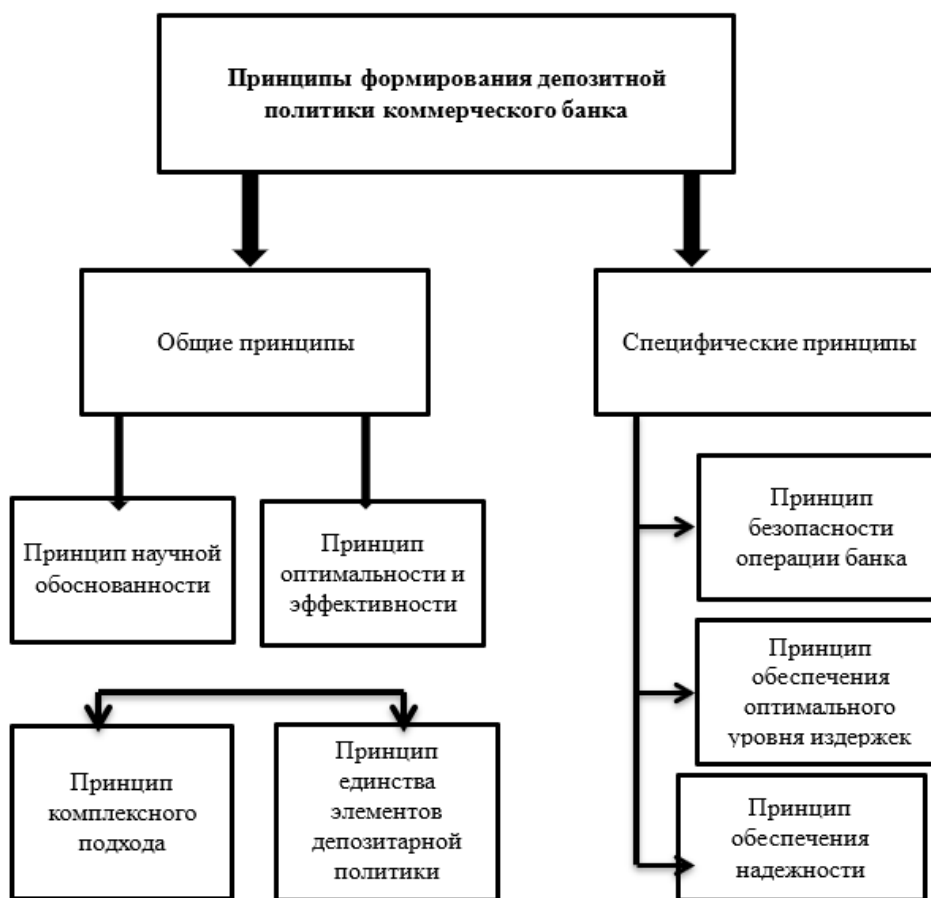 Принципы формирования депозитной
политики коммерческого банка
Общие принципы
Специфические принципы
Принцип научной
обоснованности
Принцип
оптимальности и
эффективности
Принцип
комплексного
подхода
Принцип
единства
элементов
депозитарной
политики
Принцип
безопасности
операции банка
Принцип
обеспечения
оптимального
уровня издержек
Принцип
обеспечения
надежности